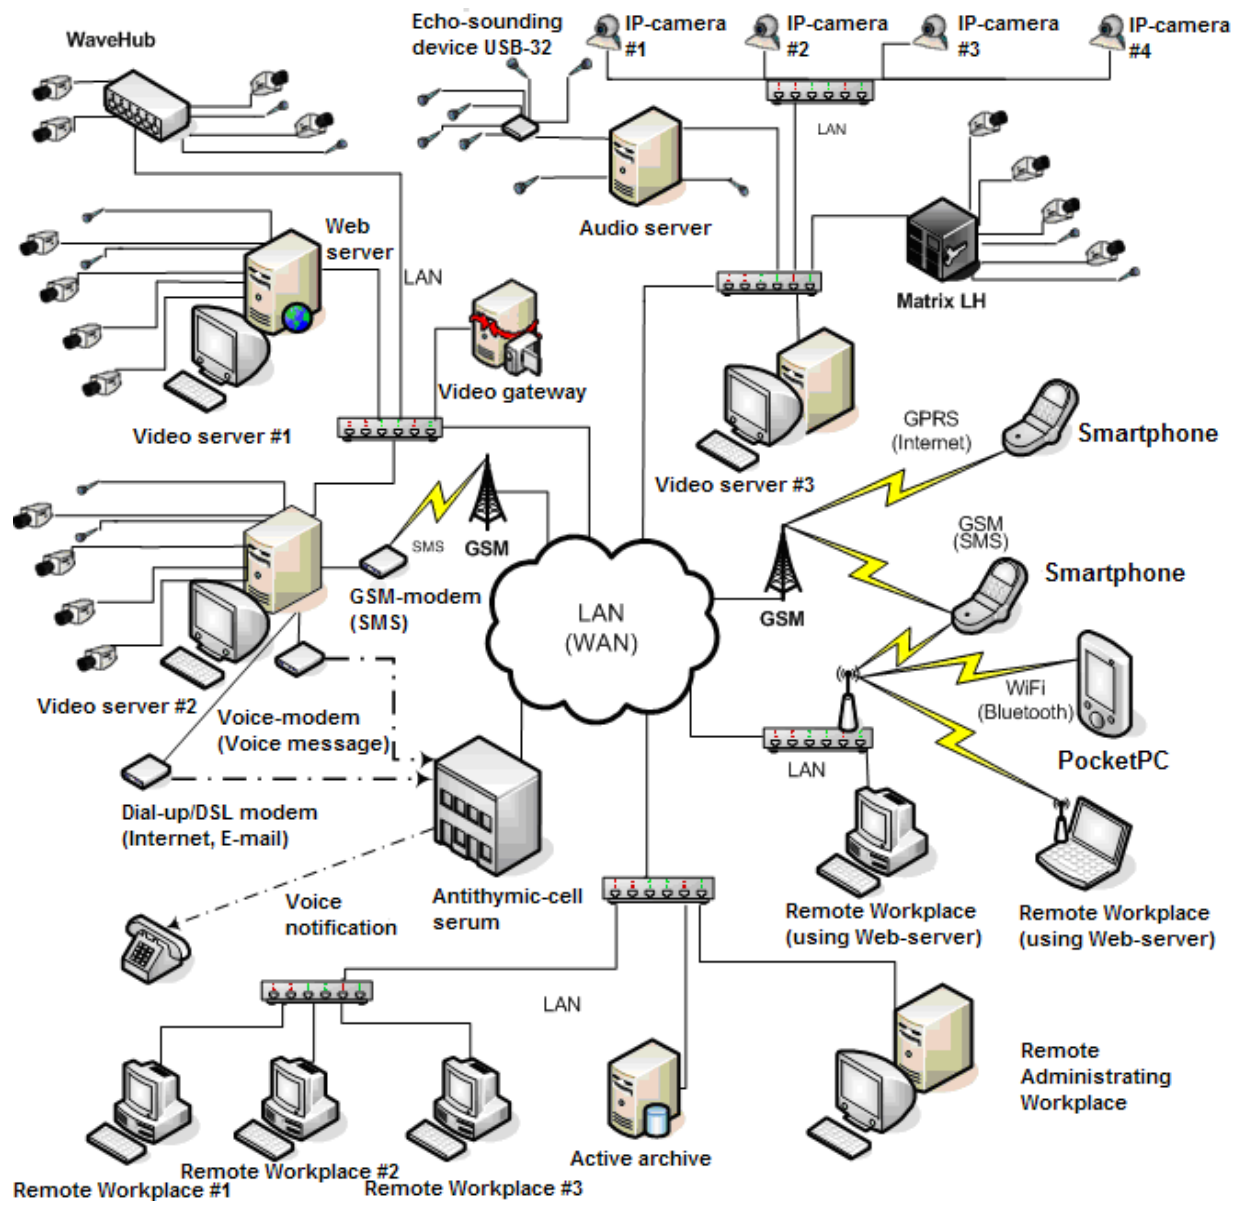 WaveHub
Echo-sounding
device USB-32
IP-camera
#1
IP-camera
#2
IP-camera
#3
IP-camera
#4
LAN
Web
server
Audio server
LAN
Matrix LH
Video gateway
Video server #1
GPRS
(Internet)
Smartphone
Video server #3
SMS
GSM
GSM
(SMS)
Smartphone
GSM-modem
(SMS)
LAN
(WAN)
GSM
Video server #2
Voice-modem
(Voice message)
WiFi
(Bluetooth)
PocketPC
LAN
Dial-up/DSL modem
(Internet, E-mail)
Antithymic-cell
serum
Voice
notification
Remote Workplace
(using Web-server)
Remote Workplace
(using Web-server)
LAN
Remote
Administrating
Workplace
Active archive
Remote Workplace #1
Remote Workplace #2
Remote Workplace #3